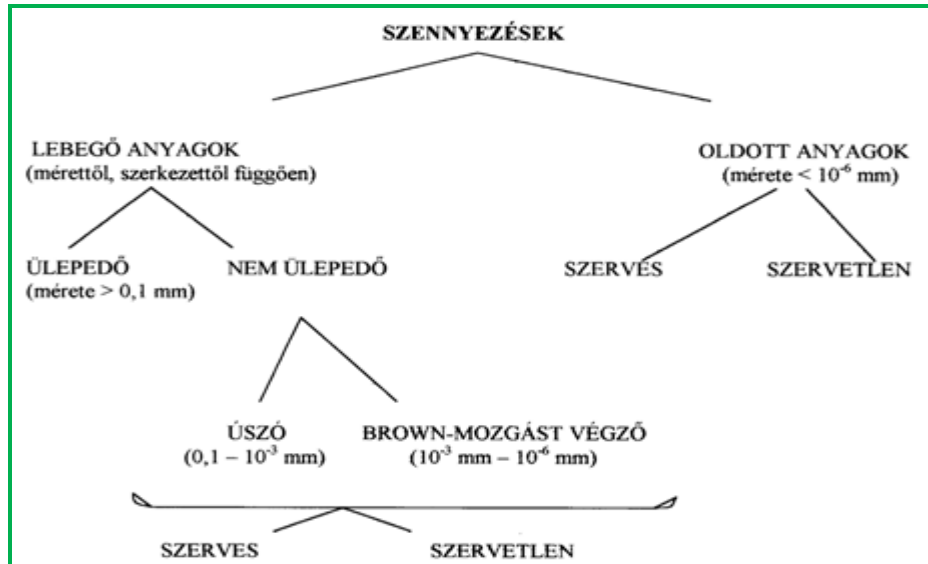 SZENNYEZÉSEK
LEBEGŐ ANYAGOK
(mérettől, szerkezettől függően)
OLDOTT ANYAGOK
(mérete < 10⁻⁶ mm)
ÜLEPEDŐ
(mérete > 0,1 mm)
NEM ÜLEPEDŐ
SZERVES
SZERVETLEN
ÚSZÓ
(0,1 – 10⁻³ mm)
BROWN-MOZGÁST VÉGZŐ
(10⁻³ mm – 10⁻⁶ mm)
SZERVES
SZERVETLEN